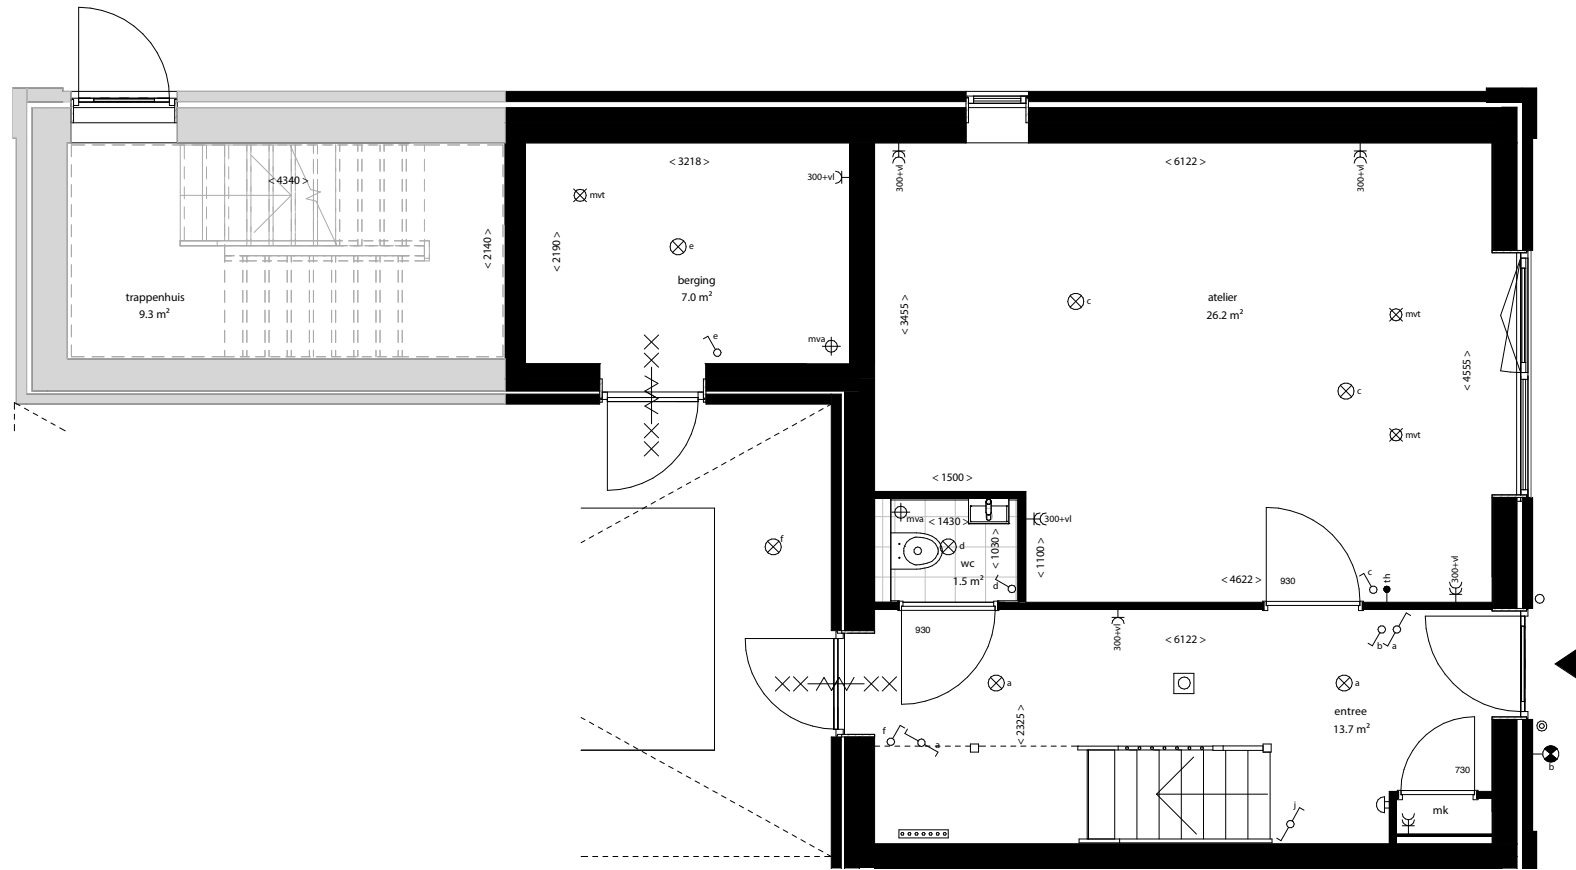 < 3218 >
< 6122 >
300+vl
300+vl
300+vl
< 4340 >
mvt
< 2140 >
< 2190 >
e
berging
7.0 m²
trappenhuis
9.3 m²
c
atelier
26.2 m²
mvt
< 3455 >
e
mva
< 4555 >
c
mvt
< 1500 >
mva
< 1430 >
300+vl
f
d
< 1030 >
< 1100 >
wc
1.5 m²
d
< 4622 >
930
c
th
300+vl
930
300+vl
< 6122 >
b
a
a
a
entree
13.7 m²
< 2325 >
f
a
730
b
j
mk